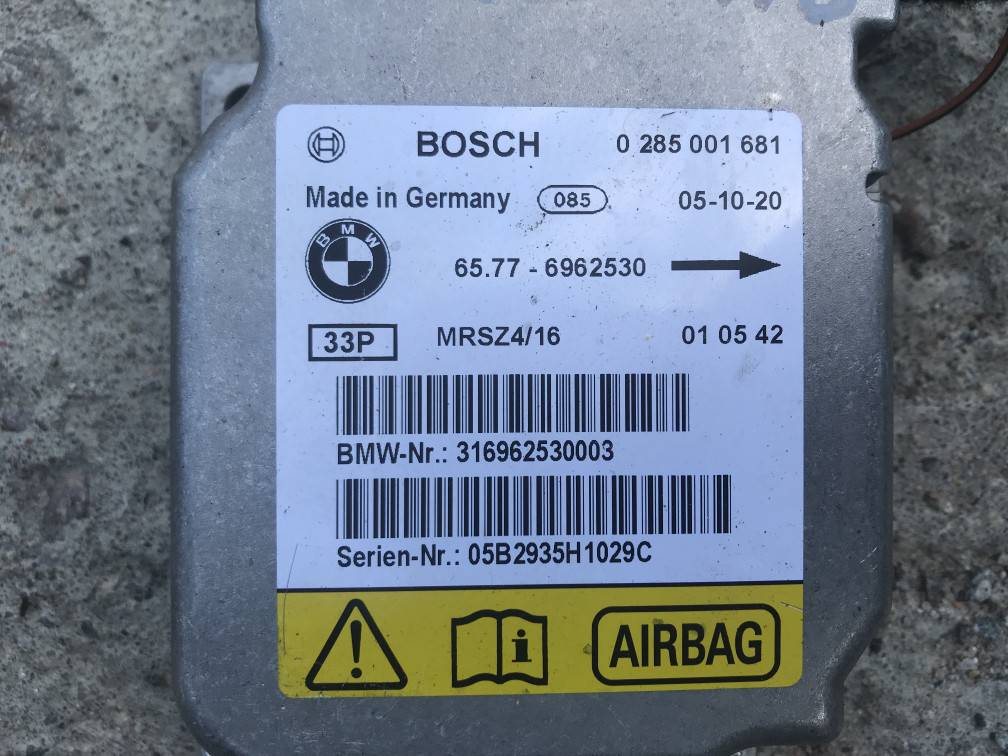 BOSCH 0 285 001 681
Made in Germany 085 05-10-20
BMW
65.77 - 6962530
33P MRSZ4/16 01 05 42
BMW-Nr.: 316962530003
Serien-Nr.: 05B2935H1029C
i AIRBAG